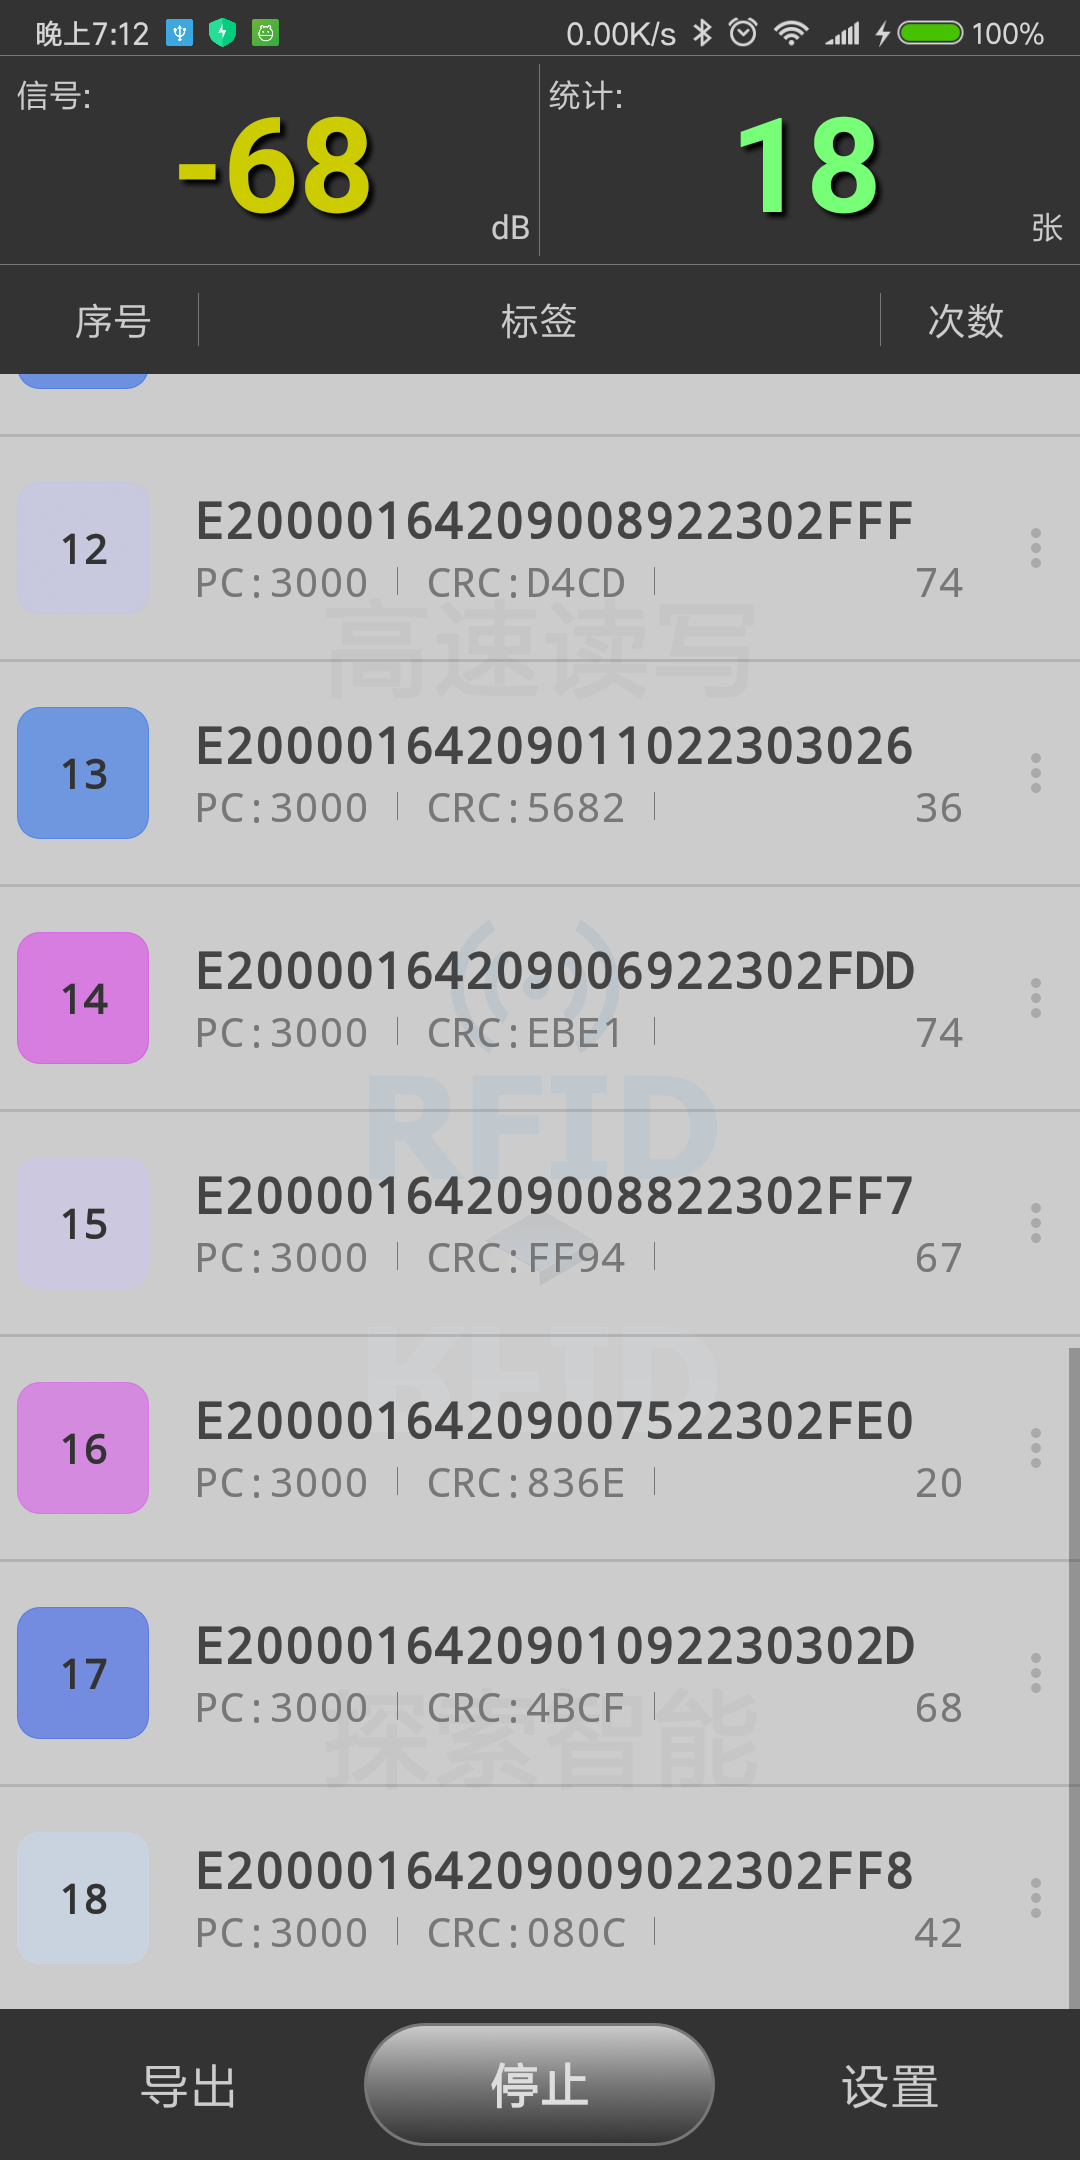 晚上7:12 0.00K/s 100%
信号: 统计:
-68 18
dB 张
序号 标签 次数
12 E2000016420900892​2302FFF
PC:3000 CRC:D4CD 74
高速读写
13 E20000164209011022303026
PC:3000 CRC:5682 36
14 E20000164209006922302FDD
PC:3000 CRC:EBE1 74
RFID
15 E20000164209008822302FF7
PC:3000 CRC:FF94 67
KLID
16 E20000164209007522302FE0
PC:3000 CRC:836E 20
17 E2000016420901092230302D
PC:3000 CRC:4BCF 68
探索智能
18 E20000164209009022302FF8
PC:3000 CRC:080C 42
导出 停止 设置